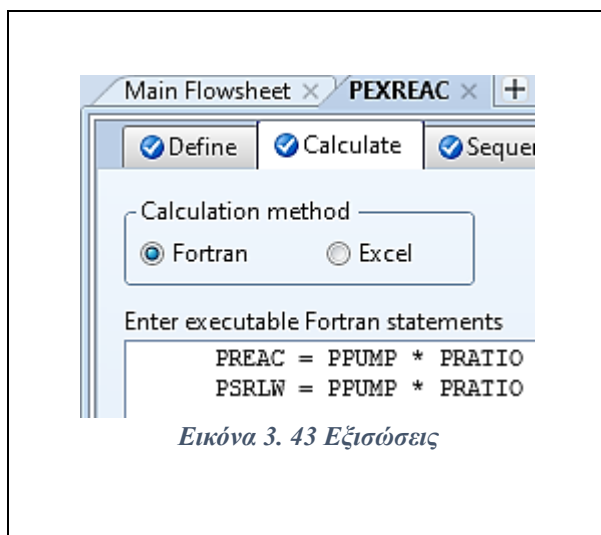 Main Flowsheet × PEXREAC × +
Define Calculate Sequen
Calculation method
Fortran Excel
Enter executable Fortran statements
PREAC = PPUMP * PRATIO
PSRLW = PPUMP * PRATIO
Εικόνα 3. 43 Εξισώσεις